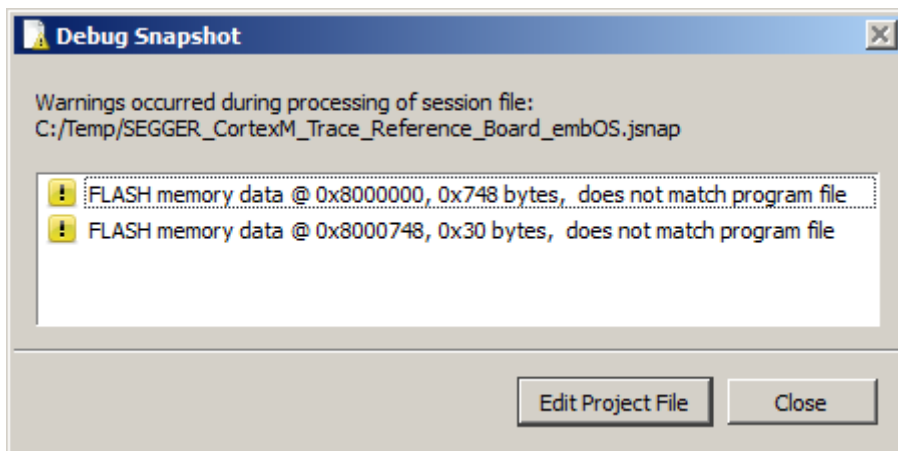 Debug Snapshot
Warnings occurred during processing of session file:
C:/Temp/SEGGER_CortexM_Trace_Reference_Board_embOS.jsnap
FLASH memory data @ 0x8000000, 0x748 bytes,  does not match program file
FLASH memory data @ 0x8000748, 0x30 bytes,  does not match program file
Edit Project File
Close